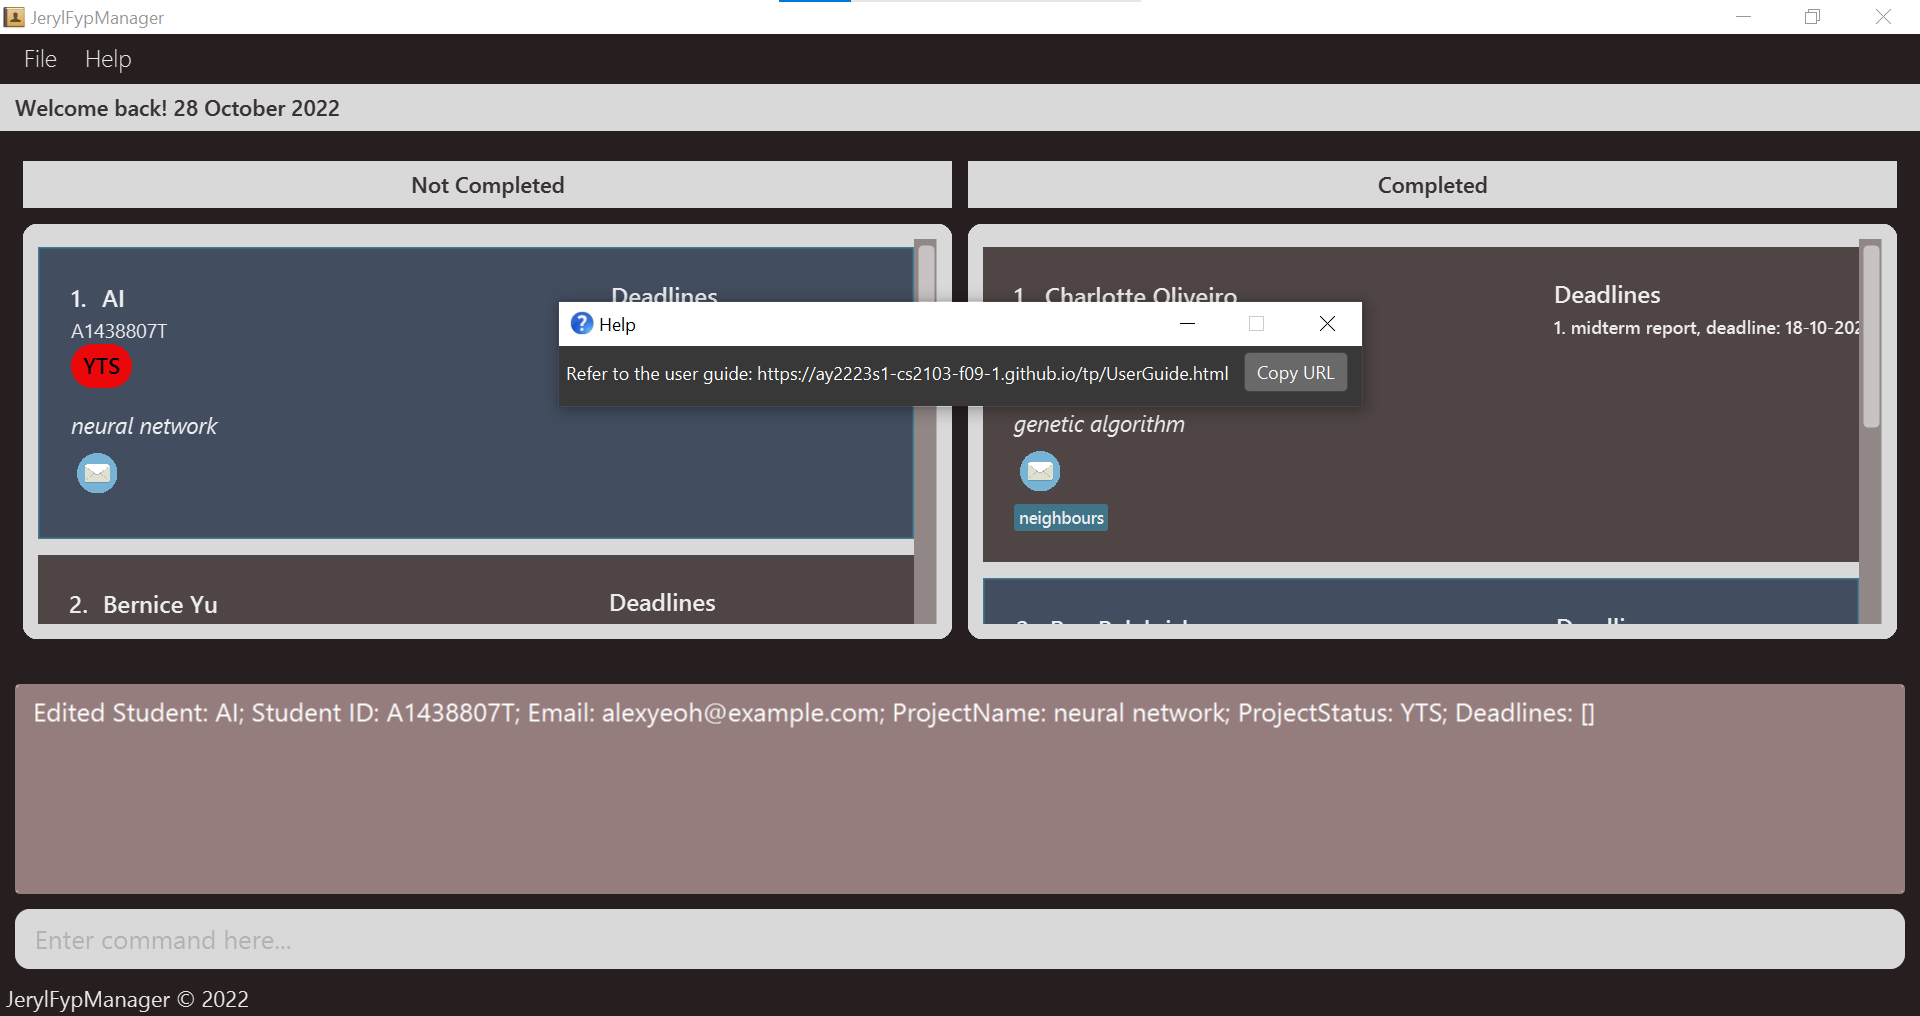 JerylFypManager
File Help
Welcome back! 28 October 2022
Not Completed
Completed
1. AI
Deadlines
A1438807T
YTS
neural network
2. Bernice Yu
Deadlines
1. Charlotte Oliveiro
Deadlines
1. midterm report, deadline: 18-10-202
genetic algorithm
neighbours
Help
Refer to the user guide: https://ay2223s1-cs2103-f09-1.github.io/tp/UserGuide.html
Copy URL
Edited Student: AI; Student ID: A1438807T; Email: alexyeoh@example.com; ProjectName: neural network; ProjectStatus: YTS; Deadlines: []
Enter command here...
JerylFypManager © 2022